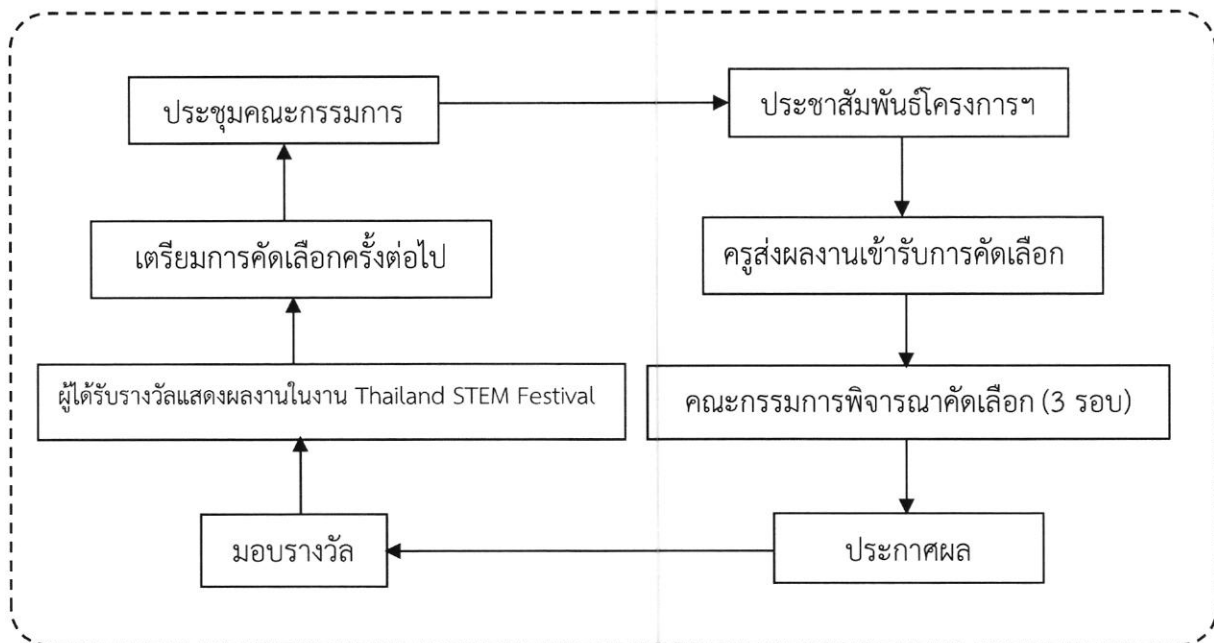 ประชุมคณะกรรมการ
ประชาสัมพันธ์โครงการฯ
เตรียมการคัดเลือกครั้งต่อไป
ครูส่งผลงานเข้ารับการคัดเลือก
ผู้ได้รับรางวัลแสดงผลงานในงาน Thailand STEM Festival
คณะกรรมการพิจารณาคัดเลือก (3 รอบ)
มอบรางวัล
ประกาศผล